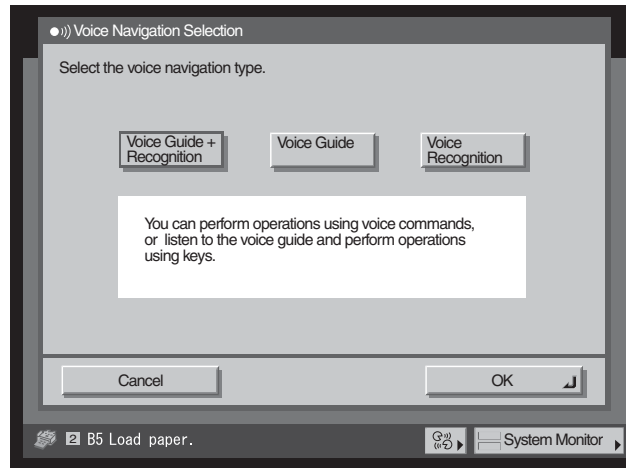 Voice Navigation Selection
Select the voice navigation type.
Voice Guide +
Recognition
Voice Guide
Voice
Recognition
You can perform operations using voice commands,
or listen to the voice guide and perform operations
using keys.
Cancel
OK
2 B5 Load paper.
System Monitor